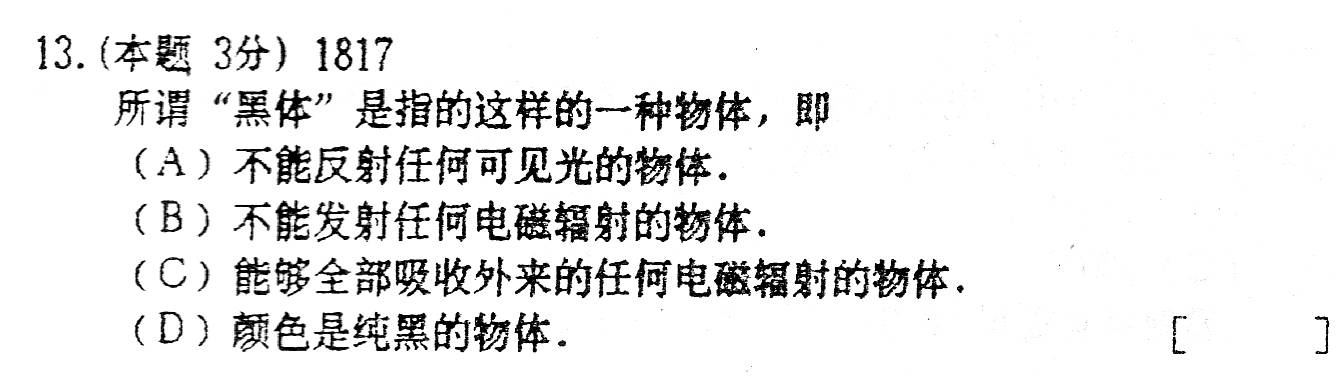 13.(本题 3分) 1817
所谓“黑体”是指的这样的一种物体，即
（A）不能反射任何可见光的物体．
（B）不能发射任何电磁辐射的物体．
（C）能够全部吸收外来的任何电磁辐射的物体．
（D）颜色是纯黑的物体． [ ]